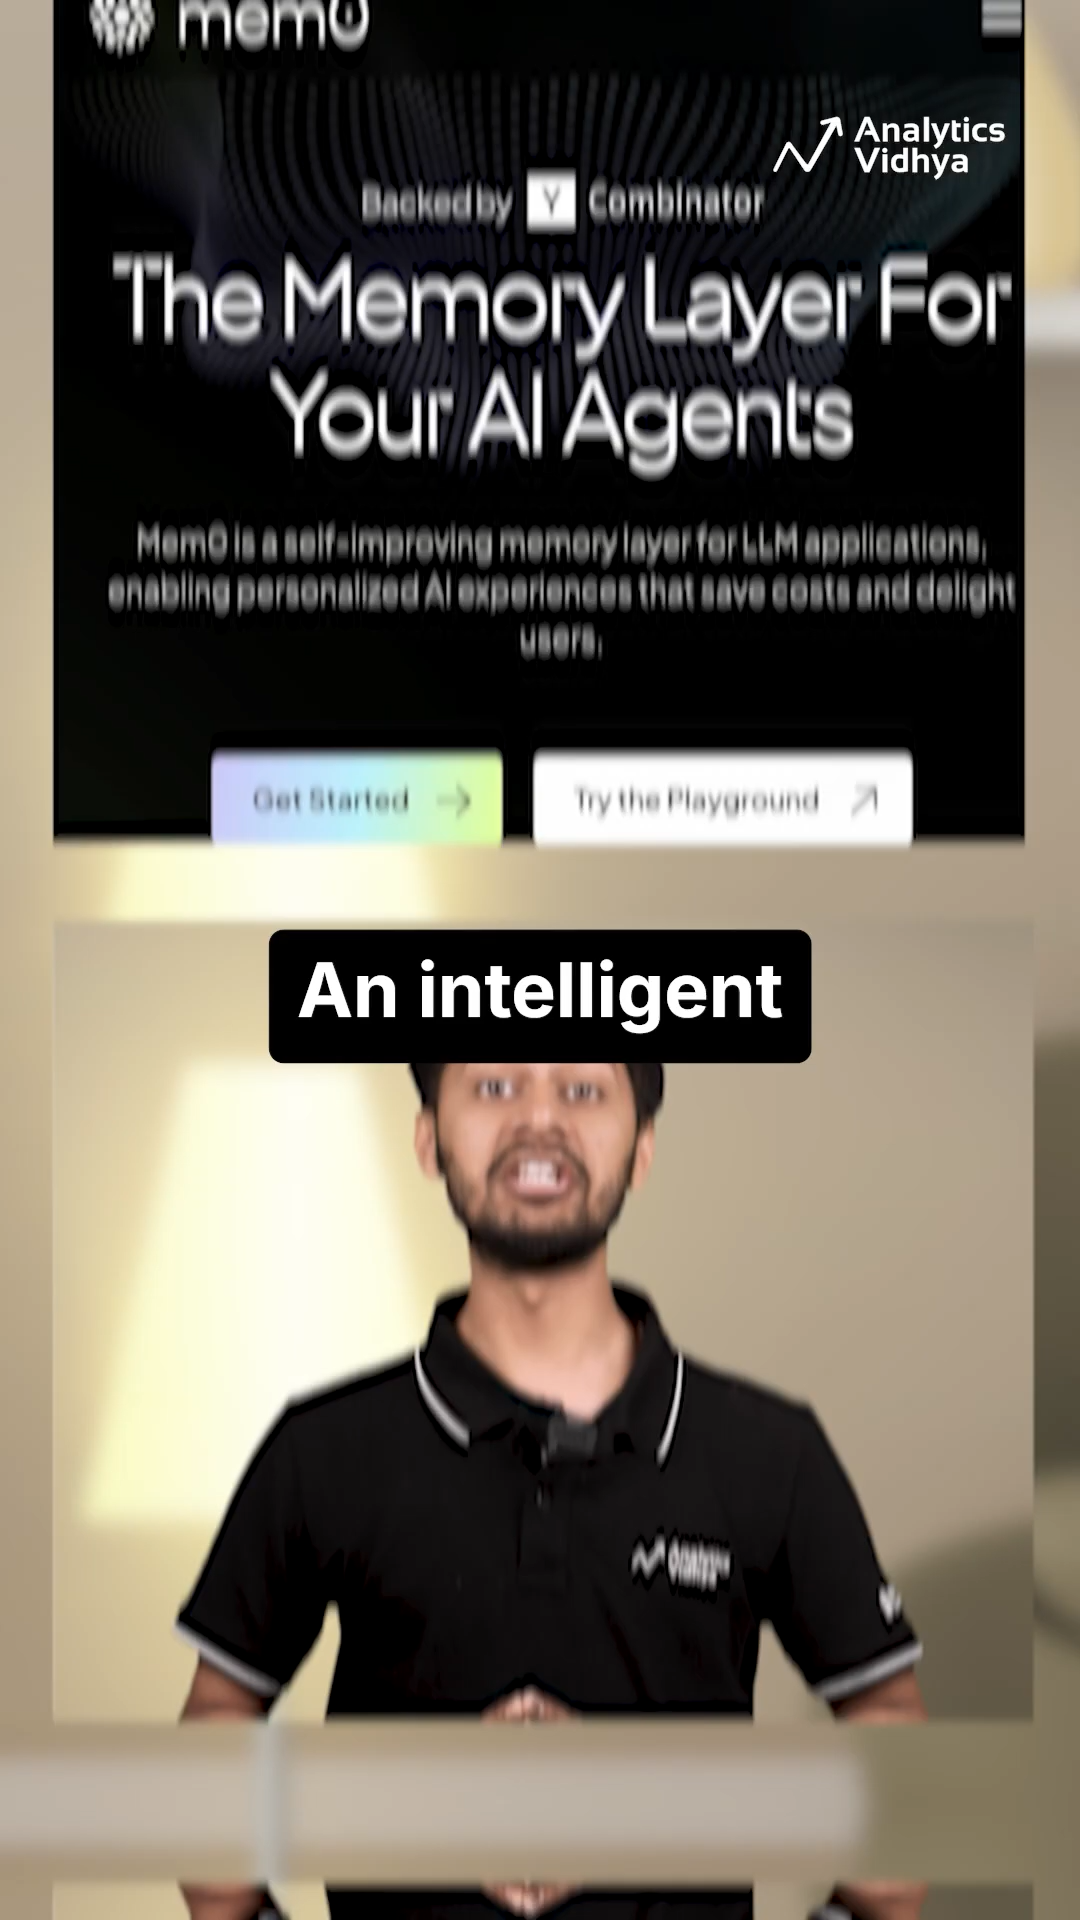 mem0
Analytics
Vidhya
Backed by Y Combinator
The Memory Layer For
Your AI Agents
Mem0 is a self-improving memory layer for LLM applications,
enabling personalized AI experiences that save costs and delight
users.
Get Started
Try the Playground
An intelligent